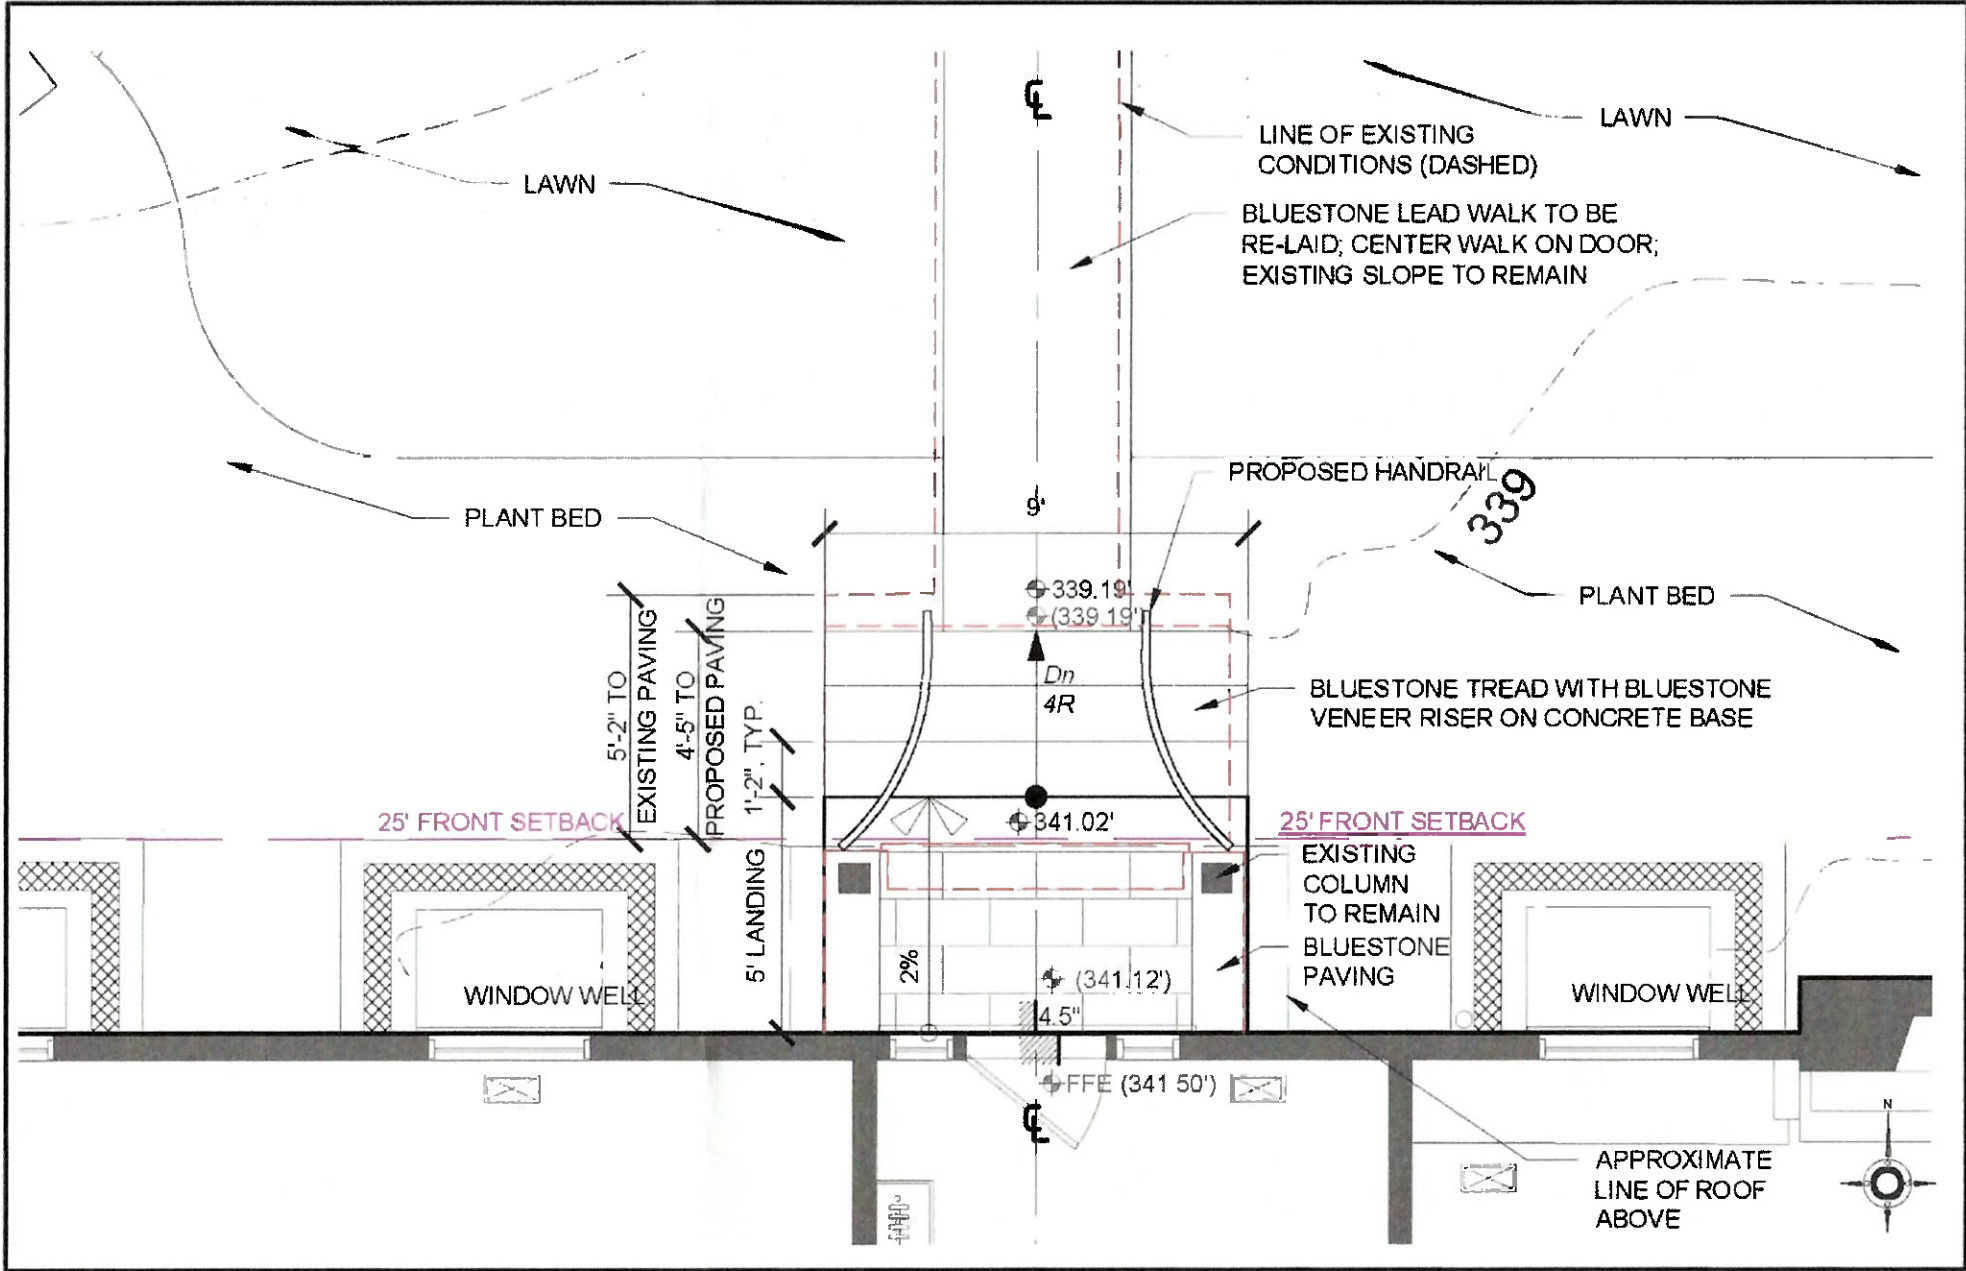 LINE OF EXISTING
CONDITIONS (DASHED)
LAWN
LAWN
BLUESTONE LEAD WALK TO BE
RE-LAID; CENTER WALK ON DOOR;
EXISTING SLOPE TO REMAIN
PROPOSED HANDRAIL
339
9'
PLANT BED
PLANT BED
339.19'
(339 19')
Dn
4R
BLUESTONE TREAD WITH BLUESTONE
VENEER RISER ON CONCRETE BASE
5'-2" TO
EXISTING PAVING
4'-5" TO
PROPOSED PAVING
1'-2", TYP.
5' LANDING
25' FRONT SETBACK
341.02'
25' FRONT SETBACK
EXISTING
COLUMN
TO REMAIN
BLUESTONE
PAVING
2%
(341.12')
4.5"
WINDOW WELL
WINDOW WELL
FFE (341 50')
APPROXIMATE
LINE OF ROOF
ABOVE
N